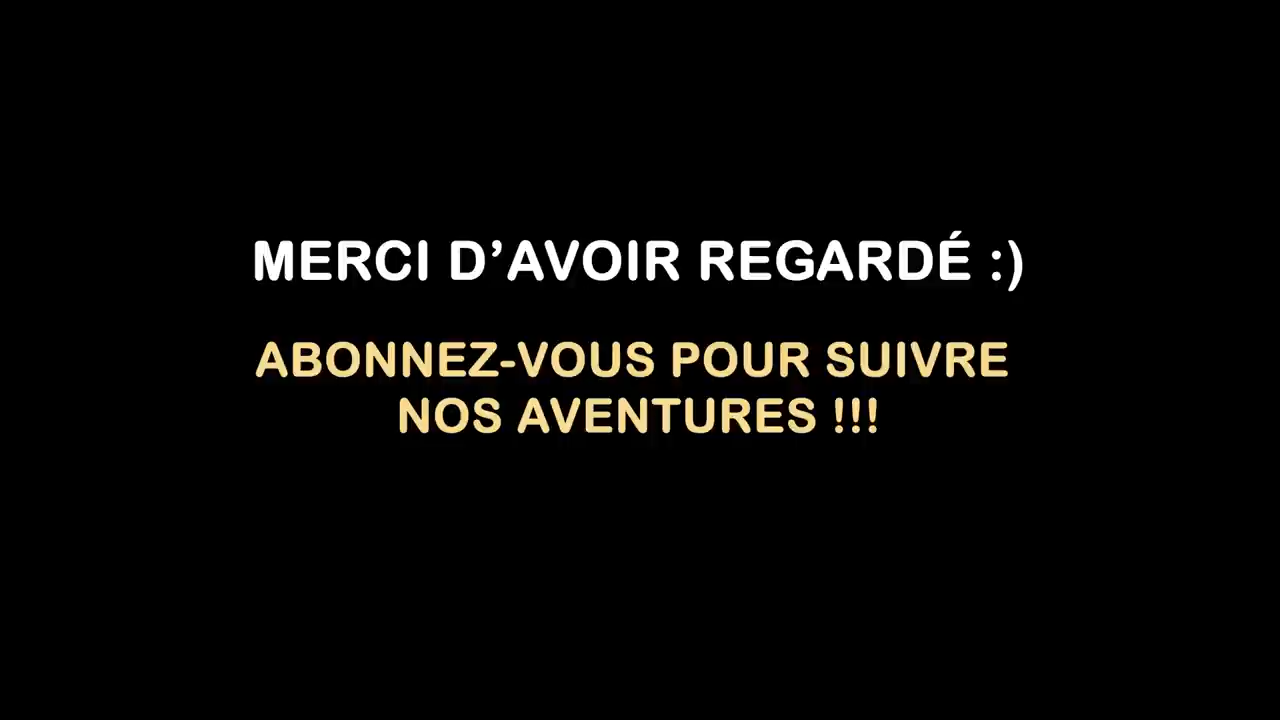 MERCI D’AVOIR REGARDÉ :)
ABONNEZ-VOUS POUR SUIVRE
NOS AVENTURES !!!